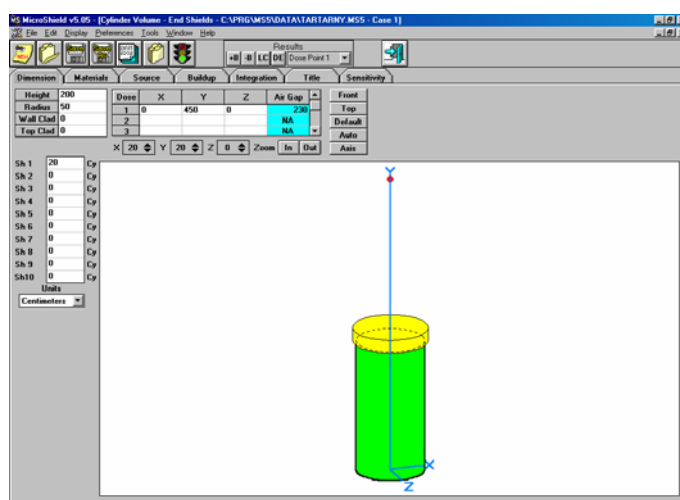 MicroShield v5.05 - [Cylinder Volume - End Shields - C:\PRG\MS5\DATA\TARTARNY.MS5 - Case 1]
File Edit Display Preferences Tools Window Help
Results
+B -B LC DE Dose Point 1
Dimension Materials Source Buildup Integration Title Sensitivity
Height 200
Radius 50
Wall Clad 0
Top Clad 0
Dose X Y Z Air Gap
1 0 450 0 230
2 NA
3 NA
X 20 Y 20 Z 0 Zoom In Out
Front
Top
Default
Auto
Axis
Sh 1 20 Cy
Sh 2 0 Cy
Sh 3 0 Cy
Sh 4 0 Cy
Sh 5 0 Cy
Sh 6 0 Cy
Sh 7 0 Cy
Sh 8 0 Cy
Sh 9 0 Cy
Sh10 0 Cy
Units
Centimeters
Y
X
Z